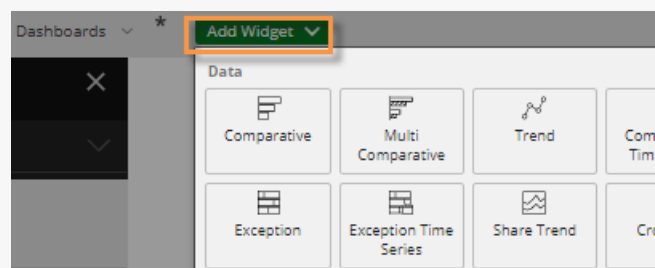 Dashboards *
Add Widget
Data
Comparative
Multi
Comparative
Trend
Exception
Exception Time
Series
Share Trend